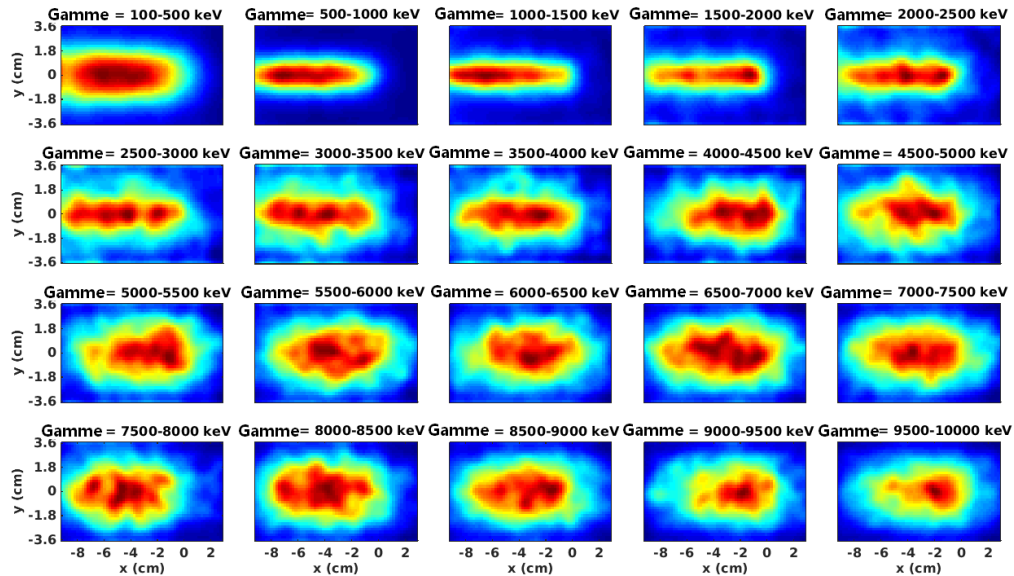 Gamme = 100-500 keV Gamme = 500-1000 keV Gamme = 1000-1500 keV Gamme = 1500-2000 keV Gamme = 2000-2500 keV
3.6
1.8
0
-1.8
-3.6
y (cm)
Gamme = 2500-3000 keV Gamme = 3000-3500 keV Gamme = 3500-4000 keV Gamme = 4000-4500 keV Gamme = 4500-5000 keV
3.6
1.8
0
-1.8
-3.6
y (cm)
Gamme = 5000-5500 keV Gamme = 5500-6000 keV Gamme = 6000-6500 keV Gamme = 6500-7000 keV Gamme = 7000-7500 keV
3.6
1.8
0
-1.8
-3.6
y (cm)
Gamme = 7500-8000 keV Gamme = 8000-8500 keV Gamme = 8500-9000 keV Gamme = 9000-9500 keV Gamme= 9500-10000 keV
3.6
1.8
0
-1.8
-3.6
y (cm)
-8 -6 -4 -2 0 2 -8 -6 -4 -2 0 2 -8 -6 -4 -2 0 2 -8 -6 -4 -2 0 2 -8 -6 -4 -2 0 2
x (cm) x (cm) x (cm) x (cm) x (cm)